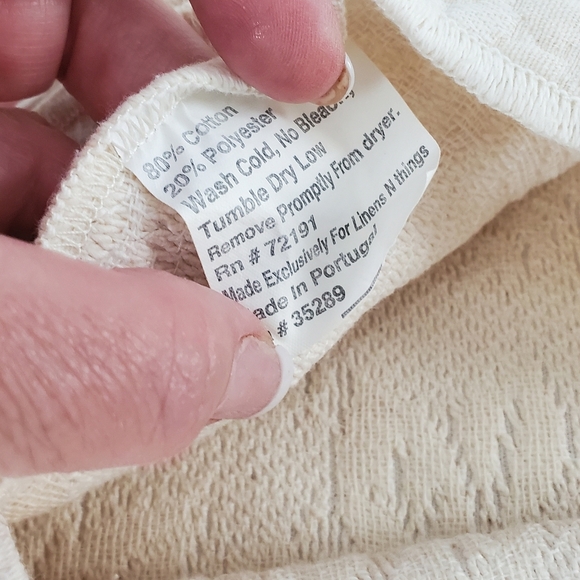 80% Cotton
20% Polyester
Wash Cold, No Bleach,
Tumble Dry Low
Remove Promptly From dryer.
Rn # 72191
Made Exclusively For Linens N things
ade In Portugal
# 35289